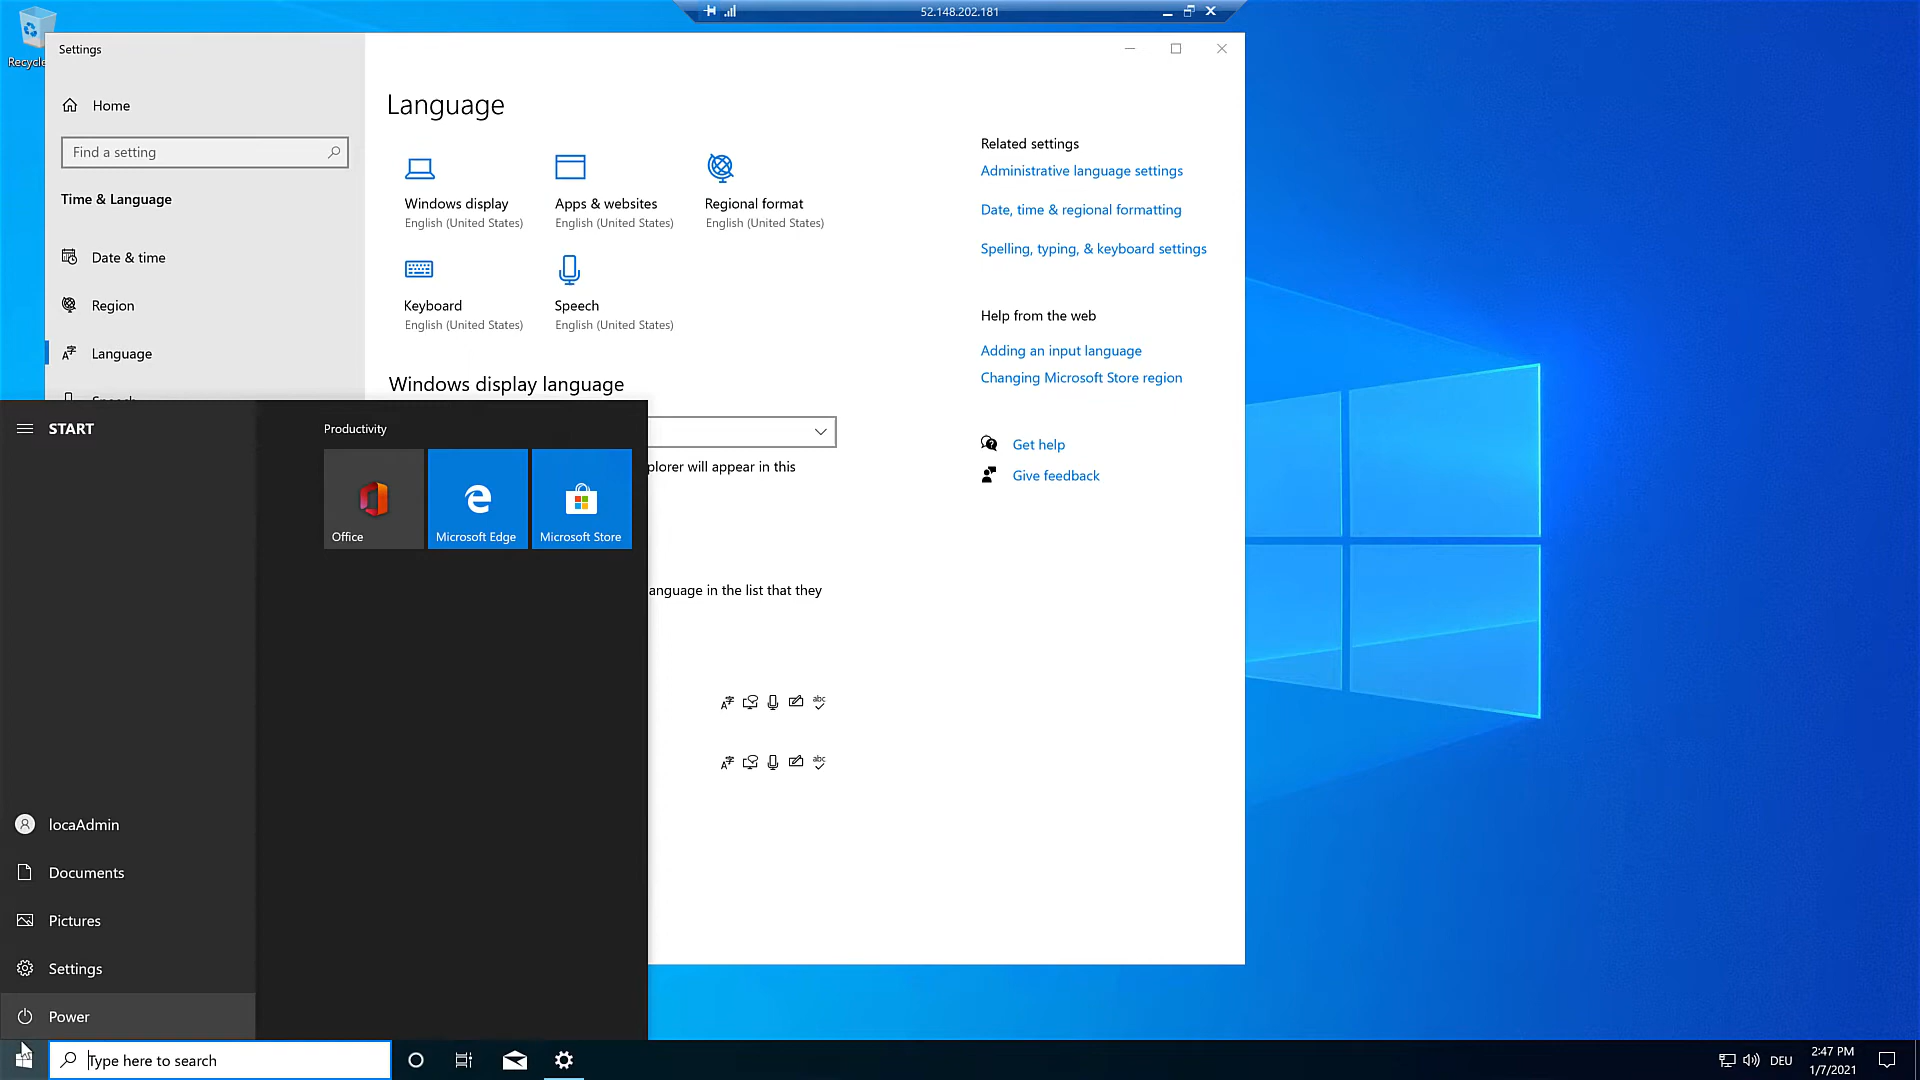 52.148.202.181
Recycle
Settings
Home
Find a setting
Time & Language
Date & time
Region
Language
Language
Windows display
English (United States)
Apps & websites
English (United States)
Regional format
English (United States)
Keyboard
English (United States)
Speech
English (United States)
Windows display language
plorer will appear in this
anguage in the list that they
Related settings
Administrative language settings
Date, time & regional formatting
Spelling, typing, & keyboard settings
Help from the web
Adding an input language
Changing Microsoft Store region
Get help
Give feedback
START
Productivity
Office
Microsoft Edge
Microsoft Store
locaAdmin
Documents
Pictures
Settings
Power
Type here to search
DEU
2:47 PM
1/7/2021